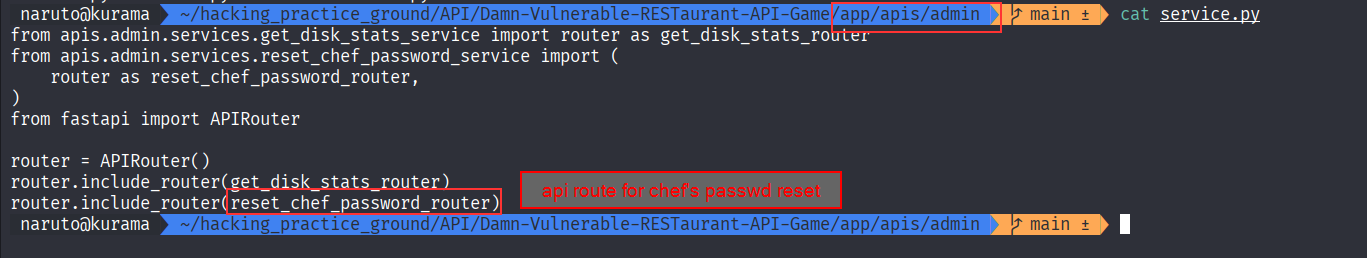 naruto@kurama ~/hacking_practice_ground/API/Damn-Vulnerable-RESTaurant-API-Game/app/apis/admin main ± cat service.py
from apis.admin.services.get_disk_stats_service import router as get_disk_stats_router
from apis.admin.services.reset_chef_password_service import (
    router as reset_chef_password_router,
)
from fastapi import APIRouter
router = APIRouter()
router.include_router(get_disk_stats_router)
router.include_router(reset_chef_password_router)
api route for chef's passwd reset
naruto@kurama ~/hacking_practice_ground/API/Damn-Vulnerable-RESTaurant-API-Game/app/apis/admin main ±